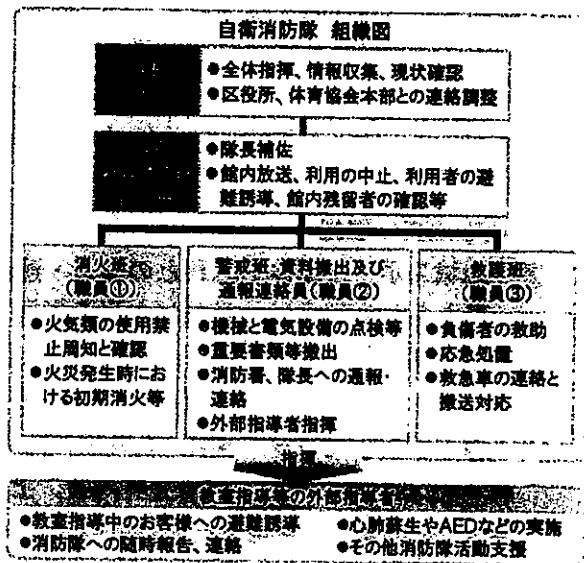 自衛消防隊 組織図
●全体指揮、情報収集、現状確認
●区役所、体育協会本部との連絡調整
●隊長補佐
●館内放送、利用の中止、利用者の避
難誘導、館内残留者の確認等
消火班
(職員①)
●火気類の使用禁
止周知と確認
●火災発生時にお
ける初期消火等
警戒班・資料搬出及び
通報連絡員(職員②)
●機械と電気設備の点検等
●重要書類等搬出
●消防署、隊長への通報・
連絡
●外部指導者指揮
救護班
(職員③)
●負傷者の救助
●応急処置
●救急車の連絡と
搬送対応
指揮
教室指導等の外部指導者
●教室指導中のお客様への避難誘導
●消防隊への随時報告、連絡
●心肺蘇生やAEDなどの実施
●その他消防隊活動支援